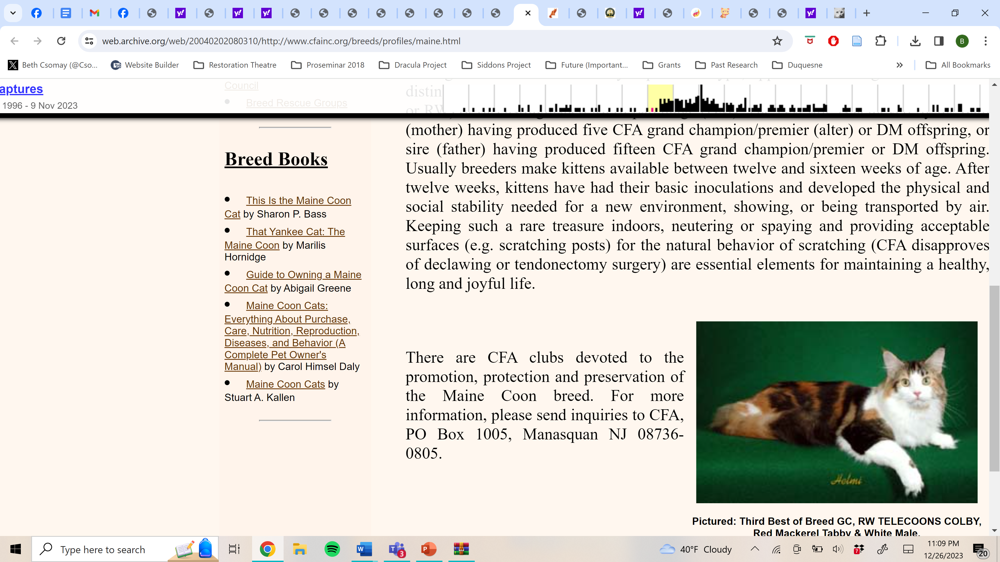 web.archive.org/web/20040202080310/http://www.cfainc.org/breeds/profiles/maine.html
B
Beth Csomay (@Cso...
Website Builder
Restoration Theatre
Proseminar 2018
Dracula Project
Siddons Project
Future (Important...
Grants
Past Research
Duquesne
All Bookmarks
aptures
1996 - 9 Nov 2023
Council
Breed Rescue Groups
Breed Books
This Is the Maine Coon
Cat by Sharon P. Bass
That Yankee Cat: The
Maine Coon by Marilis
Hornidge
Guide to Owning a Maine
Coon Cat by Abigail Greene
Maine Coon Cats:
Everything About Purchase,
Care, Nutrition, Reproduction,
Diseases, and Behavior (A
Complete Pet Owner's
Manual) by Carol Himsel Daly
Maine Coon Cats by
Stuart A. Kallen
distin
or RW
(mother) having produced five CFA grand champion/premier (alter) or DM offspring, or
sire (father) having produced fifteen CFA grand champion/premier or DM offspring.
Usually breeders make kittens available between twelve and sixteen weeks of age. After
twelve weeks, kittens have had their basic inoculations and developed the physical and
social stability needed for a new environment, showing, or being transported by air.
Keeping such a rare treasure indoors, neutering or spaying and providing acceptable
surfaces (e.g. scratching posts) for the natural behavior of scratching (CFA disapproves
of declawing or tendonectomy surgery) are essential elements for maintaining a healthy,
long and joyful life.
There are CFA clubs devoted to the
promotion, protection and preservation of
the Maine Coon breed. For more
information, please send inquiries to CFA,
PO Box 1005, Manasquan NJ 08736-
0805.
Helmi
Pictured: Third Best of Breed GC, RW TELECOONS COLBY,
Red Mackerel Tabby & White Male.
Type here to search
3
40°F Cloudy
7
11:09 PM
12/26/2023
20